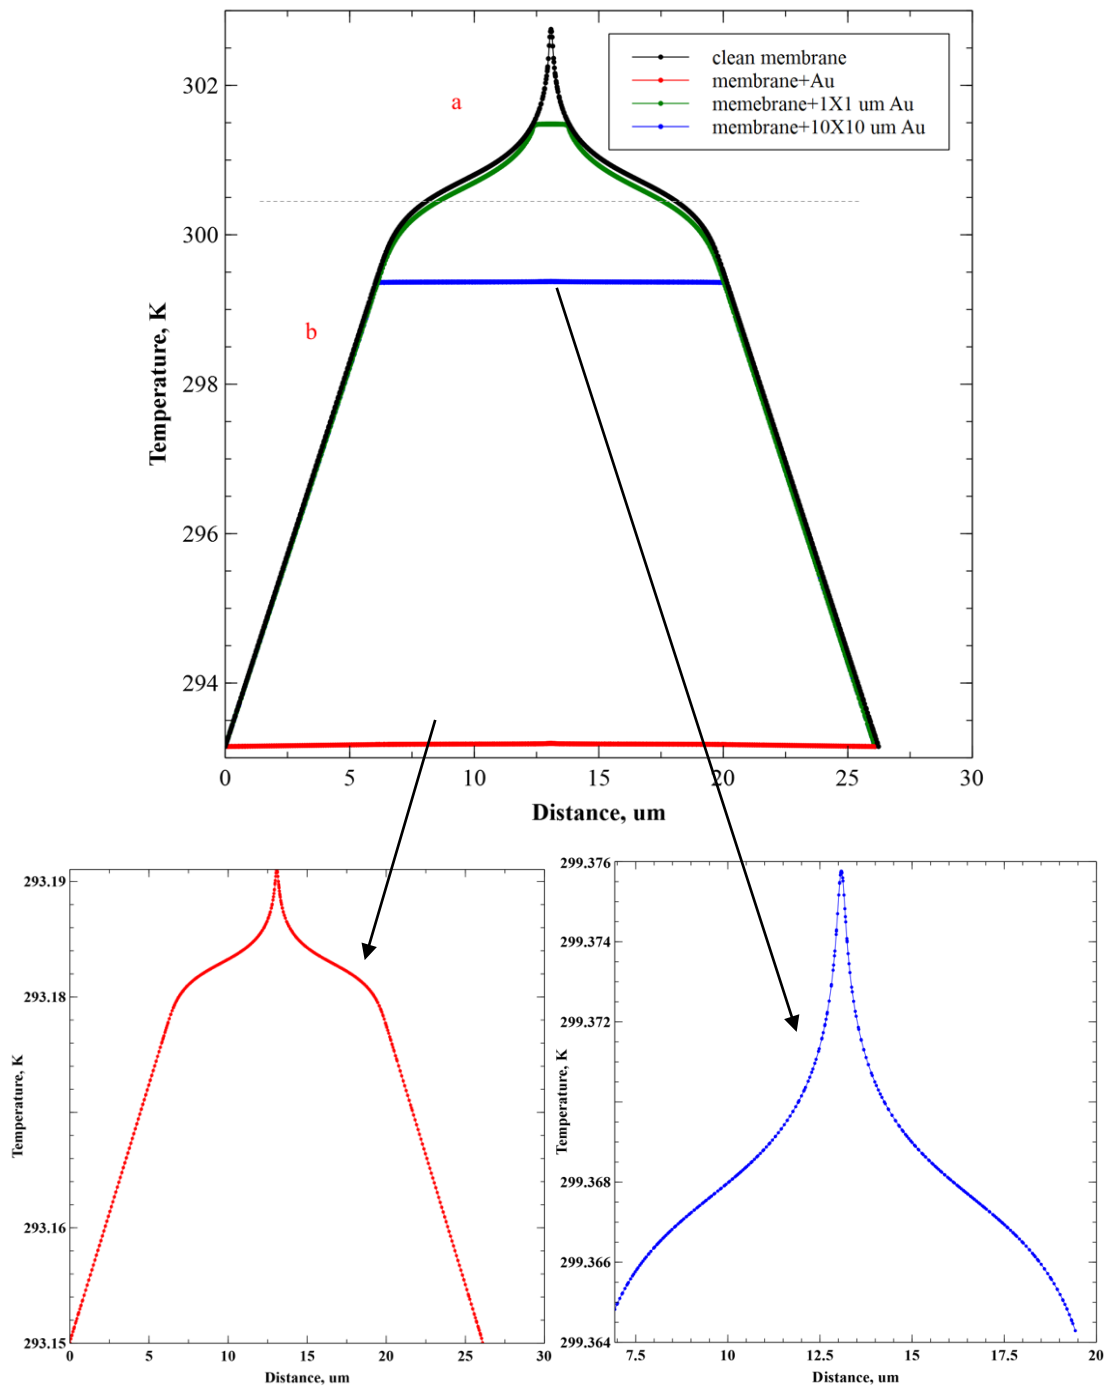 clean membrane
membrane+Au
memebrane+1X1 um Au
membrane+10X10 um Au
a
b
302
300
298
296
294
Temperature, K
0 5 10 15 20 25 30
Distance, um
293.19
293.18
293.16
293.15
Temperature, K
0 5 10 15 20 25 30
Distance, um
299.376
299.374
299.372
299.368
299.366
299.364
Temperature, K
7.5 10 12.5 15 17.5 20
Distance, um